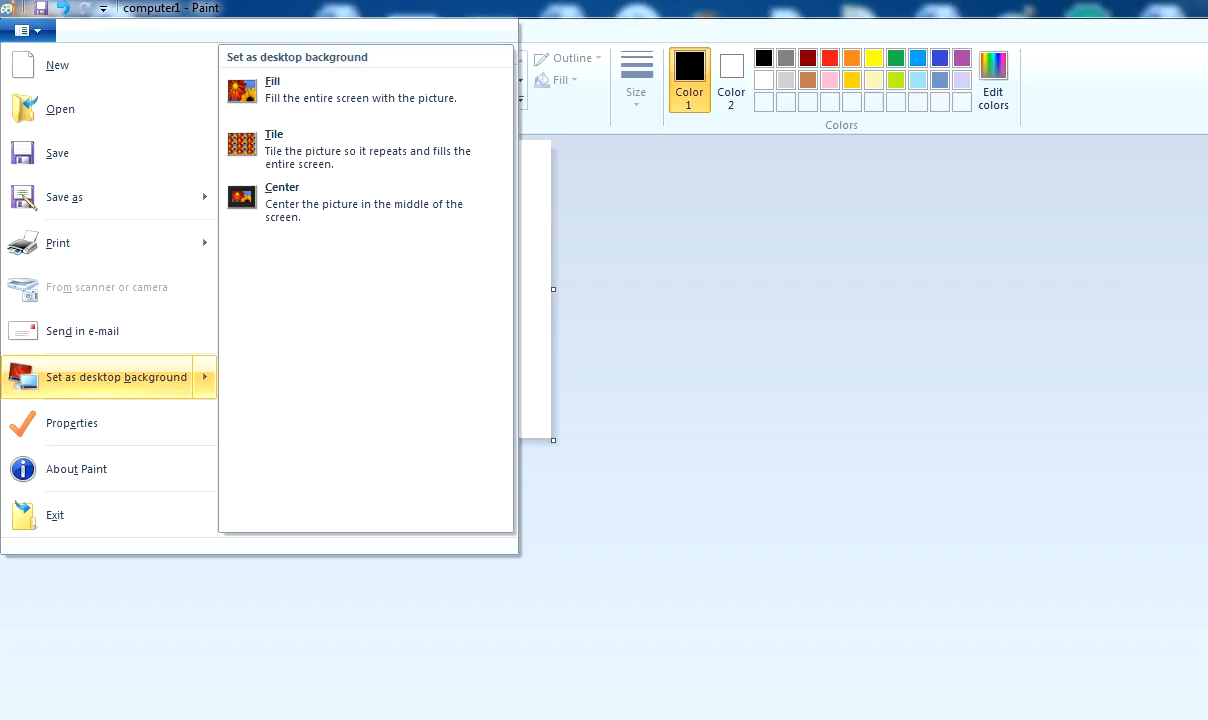 computer1 - Paint
New
Open
Save
Save as
Print
From scanner or camera
Send in e-mail
Set as desktop background
Properties
About Paint
Exit
Set as desktop background
Fill
Fill the entire screen with the picture.
Tile
Tile the picture so it repeats and fills the
entire screen.
Center
Center the picture in the middle of the
screen.
Outline
Fill
Size
Color
1
Color
2
Edit
colors
Colors